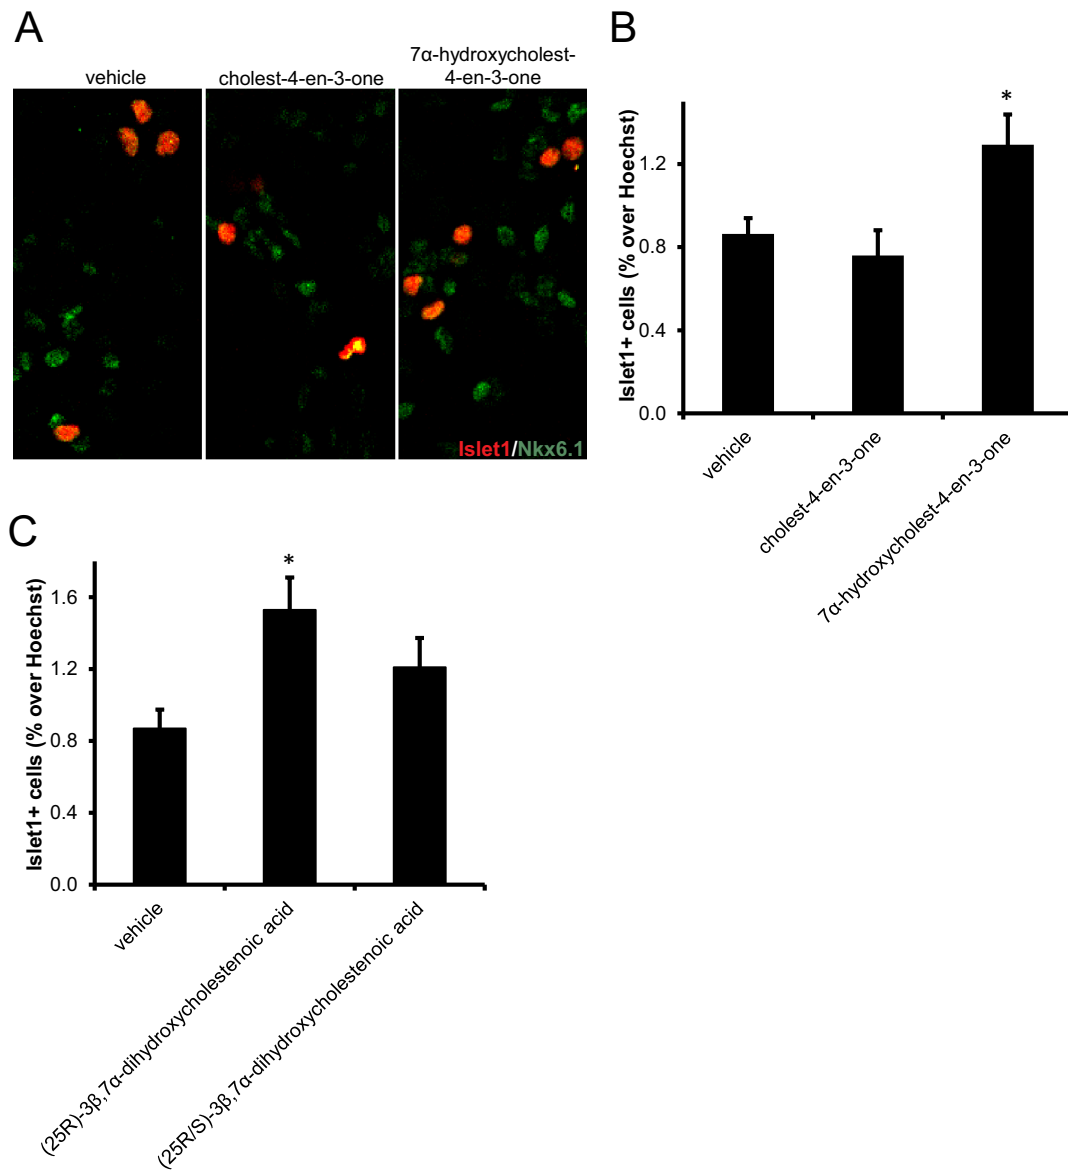 A
vehicle
cholest-4-en-3-one
7α-hydroxycholest-
4-en-3-one
Islet1/Nkx6.1
B
Islet1+ cells (% over Hoechst)
1.2
0.8
0.4
0.0
*
vehicle
cholest-4-en-3-one
7α-hydroxycholest-4-en-3-one
C
Islet1+ cells (% over Hoechst)
1.6
1.2
0.8
0.4
0.0
*
vehicle
(25R)-3β,7α-dihydroxycholestenoic acid
(25R/S)-3β,7α-dihydroxycholestenoic acid